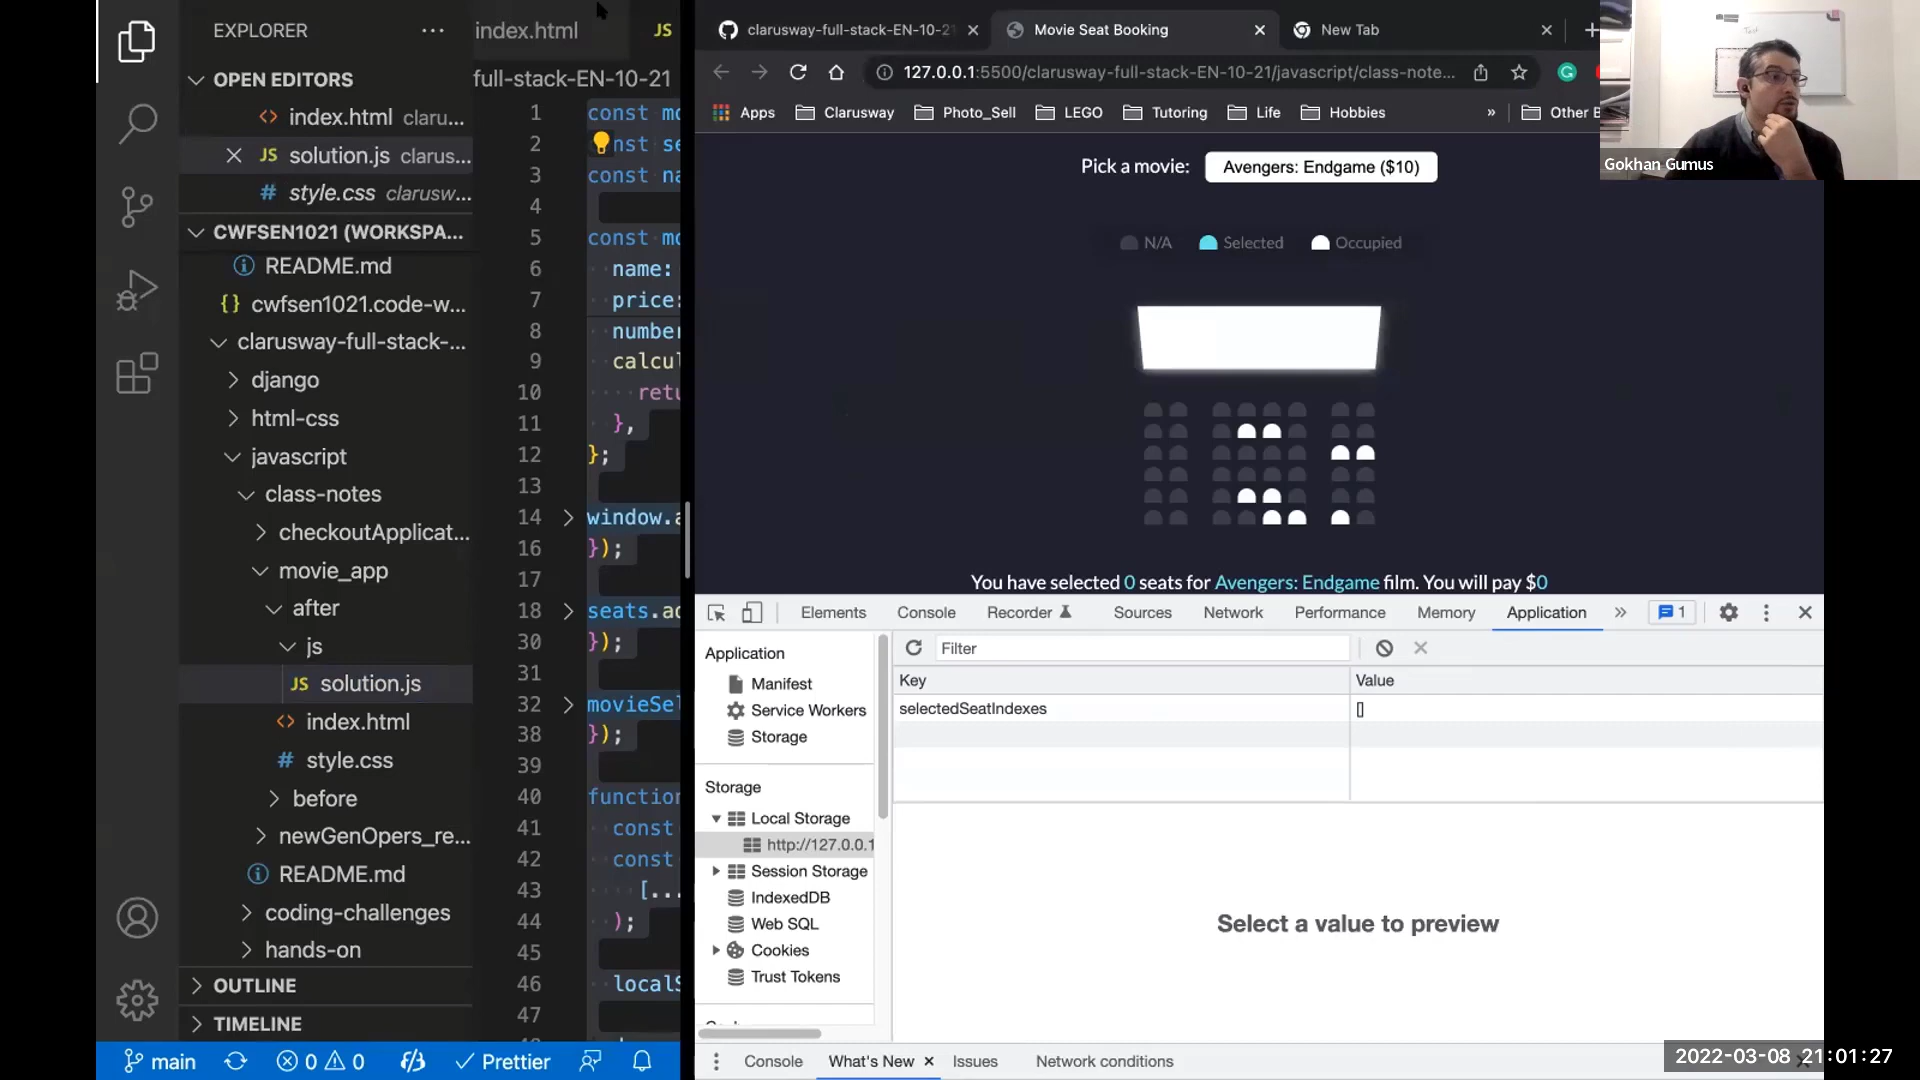 EXPLORER
OPEN EDITORS
index.html claru...
JS solution.js clarus...
# style.css clarusw...
CWFSEN1021 (WORKSPA...
README.md
{} cwfsen1021.code-w...
clarusway-full-stack-...
django
html-css
javascript
class-notes
checkoutApplicat...
movie_app
after
js
JS solution.js
index.html
# style.css
before
newGenOpers_re...
README.md
coding-challenges
hands-on
OUTLINE
TIMELINE
main
0 0
Prettier
index.html JS
full-stack-EN-10-21
1 const mo
2 nst se
3 const na
4
5 const mo
6 name:
7 price:
8 number
9 calcul
10 retu
11 },
12 };
13
14 window.a
16 });
17
18 seats.ad
30 });
31
32 movieSel
38 });
39
40 function
41 const
42 const
43 [...
44 );
45
46 localS
47
clarusway-full-stack-EN-10-21
Movie Seat Booking
New Tab
127.0.0.1:5500/clarusway-full-stack-EN-10-21/javascript/class-note...
Apps Clarusway Photo_Sell LEGO Tutoring Life Hobbies » Other B
Pick a movie: Avengers: Endgame ($10)
N/A Selected Occupied
You have selected 0 seats for Avengers: Endgame film. You will pay $0
Elements Console Recorder Sources Network Performance Memory Application » 1
Application
Manifest
Service Workers
Storage
Storage
Local Storage
http://127.0.0.1
Session Storage
IndexedDB
Web SQL
Cookies
Trust Tokens
Filter
Key Value
selectedSeatIndexes []
Select a value to preview
Console What's New Issues Network conditions
Gokhan Gumus
2022-03-08 21:01:27